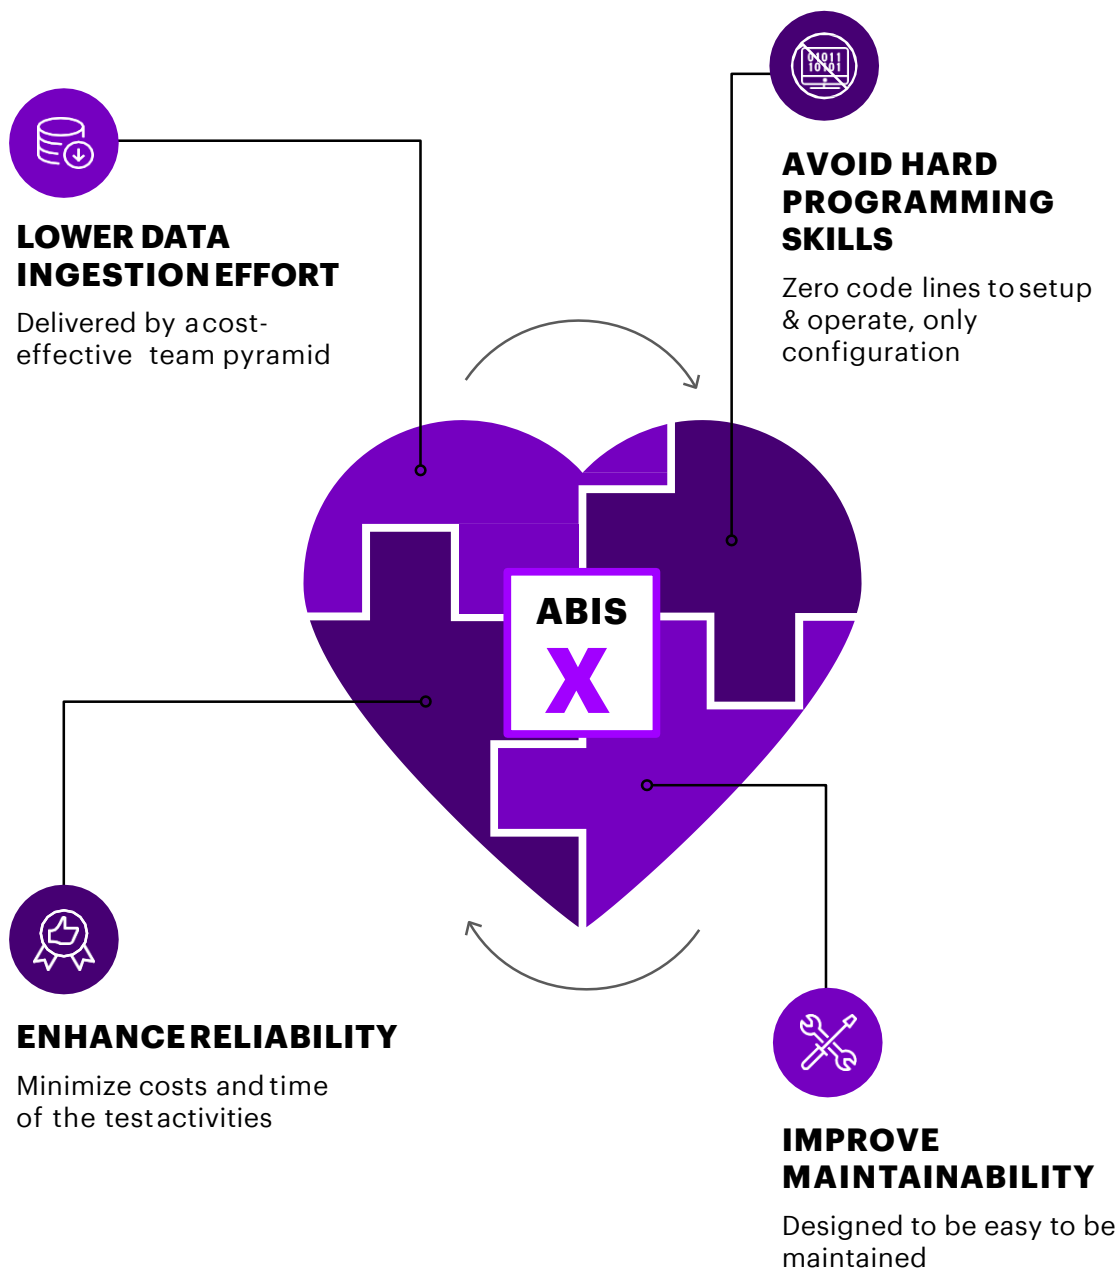 01011
10101
AVOID HARD
PROGRAMMING
SKILLS
Zero code lines to setup
& operate, only
configuration
LOWER DATA
INGESTION EFFORT
Delivered by a cost-
effective team pyramid
ABIS
X
ENHANCE RELIABILITY
Minimize costs and time
of the test activities
IMPROVE
MAINTAINABILITY
Designed to be easy to be
maintained